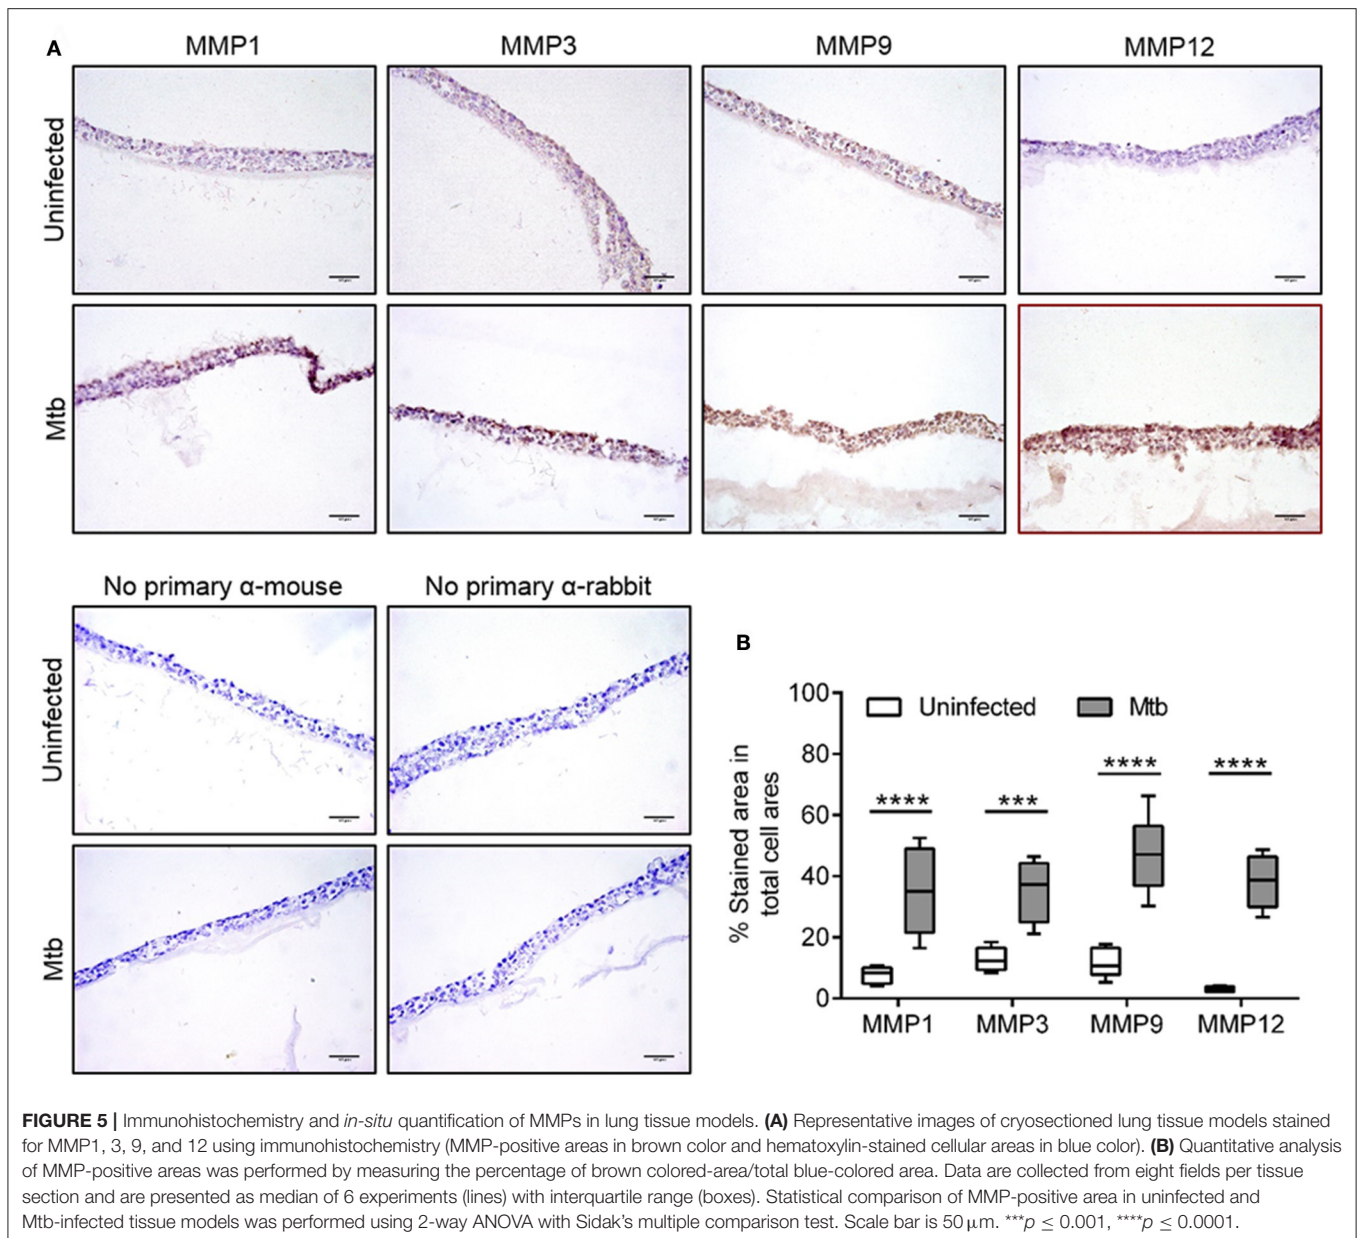 A
MMP1
MMP3
MMP9
MMP12
Uninfected
Mtb
No primary α-mouse
No primary α-rabbit
Uninfected
Mtb
B
100
80
60
40
20
0
% Stained area in
total cell ares
Uninfected
Mtb
****
***
****
****
MMP1
MMP3
MMP9
MMP12
FIGURE 5 | Immunohistochemistry and in-situ quantification of MMPs in lung tissue models. (A) Representative images of cryosectioned lung tissue models stained
for MMP1, 3, 9, and 12 using immunohistochemistry (MMP-positive areas in brown color and hematoxylin-stained cellular areas in blue color). (B) Quantitative analysis
of MMP-positive areas was performed by measuring the percentage of brown colored-area/total blue-colored area. Data are collected from eight fields per tissue
section and are presented as median of 6 experiments (lines) with interquartile range (boxes). Statistical comparison of MMP-positive area in uninfected and
Mtb-infected tissue models was performed using 2-way ANOVA with Sidak's multiple comparison test. Scale bar is 50 μm. ***p ≤ 0.001, ****p ≤ 0.0001.